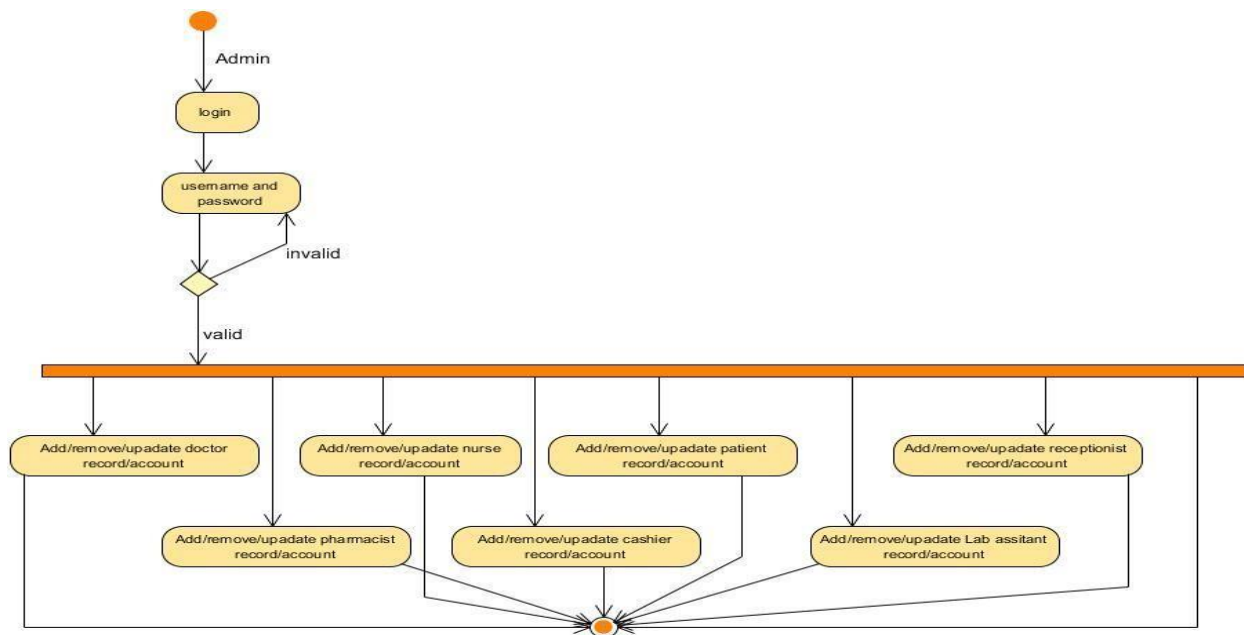 Admin
login
username and
password
invalid
valid
Add/remove/upadate doctor
record/account
Add/remove/upadate nurse
record/account
Add/remove/upadate patient
record/account
Add/remove/upadate receptionist
record/account
Add/remove/upadate pharmacist
record/account
Add/remove/upadate cashier
record/account
Add/remove/upadate Lab assitant
record/account